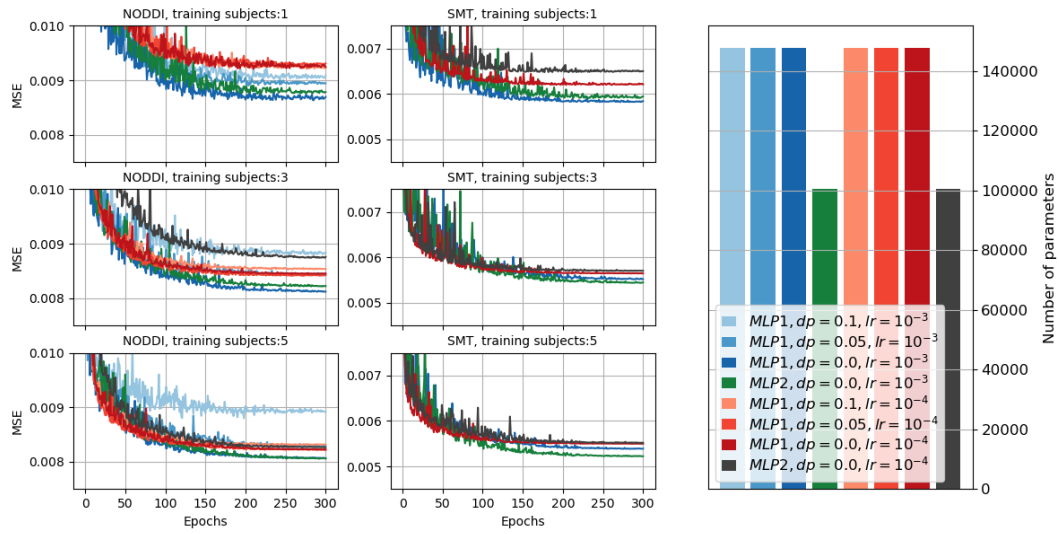 NODDI, training subjects:1
0.010
0.009
0.008
MSE
SMT, training subjects:1
0.007
0.006
0.005
NODDI, training subjects:3
0.010
0.009
0.008
MSE
SMT, training subjects:3
0.007
0.006
0.005
NODDI, training subjects:5
0.010
0.009
0.008
MSE
0 50 100 150 200 250 300
Epochs
SMT, training subjects:5
0.007
0.006
0.005
0 50 100 150 200 250 300
Epochs
140000
120000
100000
80000
60000
40000
20000
0
Number of parameters
MLP1, dp = 0.1, lr = 10⁻³
MLP1, dp = 0.05, lr = 10⁻³
MLP1, dp = 0.0, lr = 10⁻³
MLP2, dp = 0.0, lr = 10⁻³
MLP1, dp = 0.1, lr = 10⁻⁴
MLP1, dp = 0.05, lr = 10⁻⁴
MLP1, dp = 0.0, lr = 10⁻⁴
MLP2, dp = 0.0, lr = 10⁻⁴